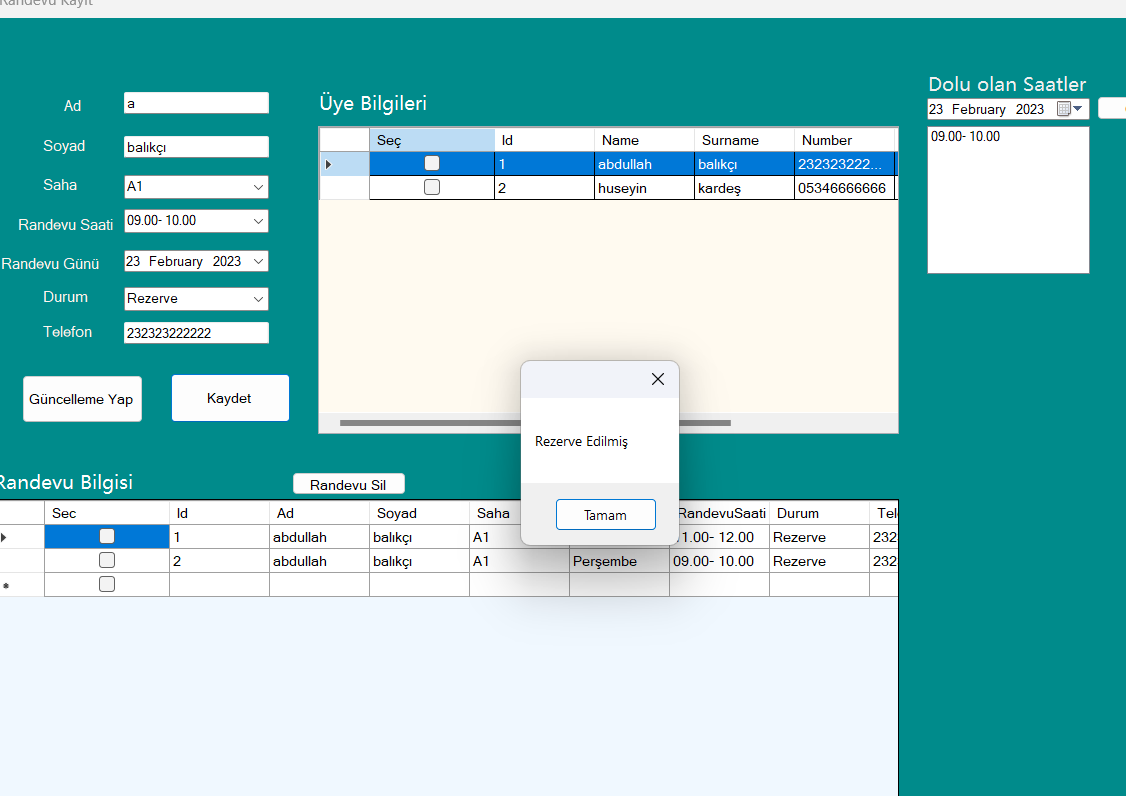 Randevu Kayıt
Dolu olan Saatler
23 February 2023
09.00- 10.00
Ad
a
Soyad
balıkçı
Saha
A1
Randevu Saati
09.00- 10.00
Randevu Günü
23 February 2023
Durum
Rezerve
Telefon
232323222222
Güncelleme Yap
Kaydet
Üye Bilgileri
Seç Id Name Surname Number
1 abdullah balıkçı 232323222...
2 huseyin kardeş 05346666666
Rezerve Edilmiş
Tamam
Randevu Bilgisi
Randevu Sil
Sec Id Ad Soyad Saha RandevuSaati Durum Tel
1 abdullah balıkçı A1 11.00- 12.00 Rezerve 232
2 abdullah balıkçı A1 Perşembe 09.00- 10.00 Rezerve 232